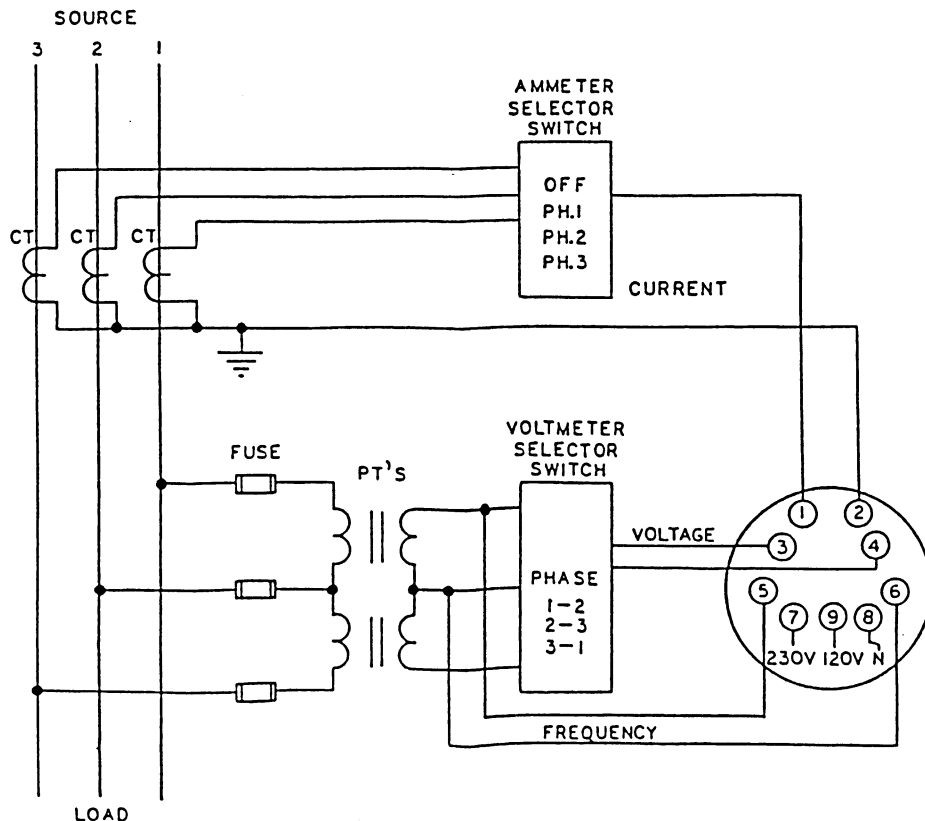 SOURCE
3 2 1
AMMETER
SELECTOR
SWITCH
OFF
PH.1
PH.2
PH.3
CT CT CT
CURRENT
FUSE
PT'S
VOLTMETER
SELECTOR
SWITCH
PHASE
1-2
2-3
3-1
VOLTAGE
1 2
3 4
5 6
7 9 8
230V 120V N
FREQUENCY
LOAD